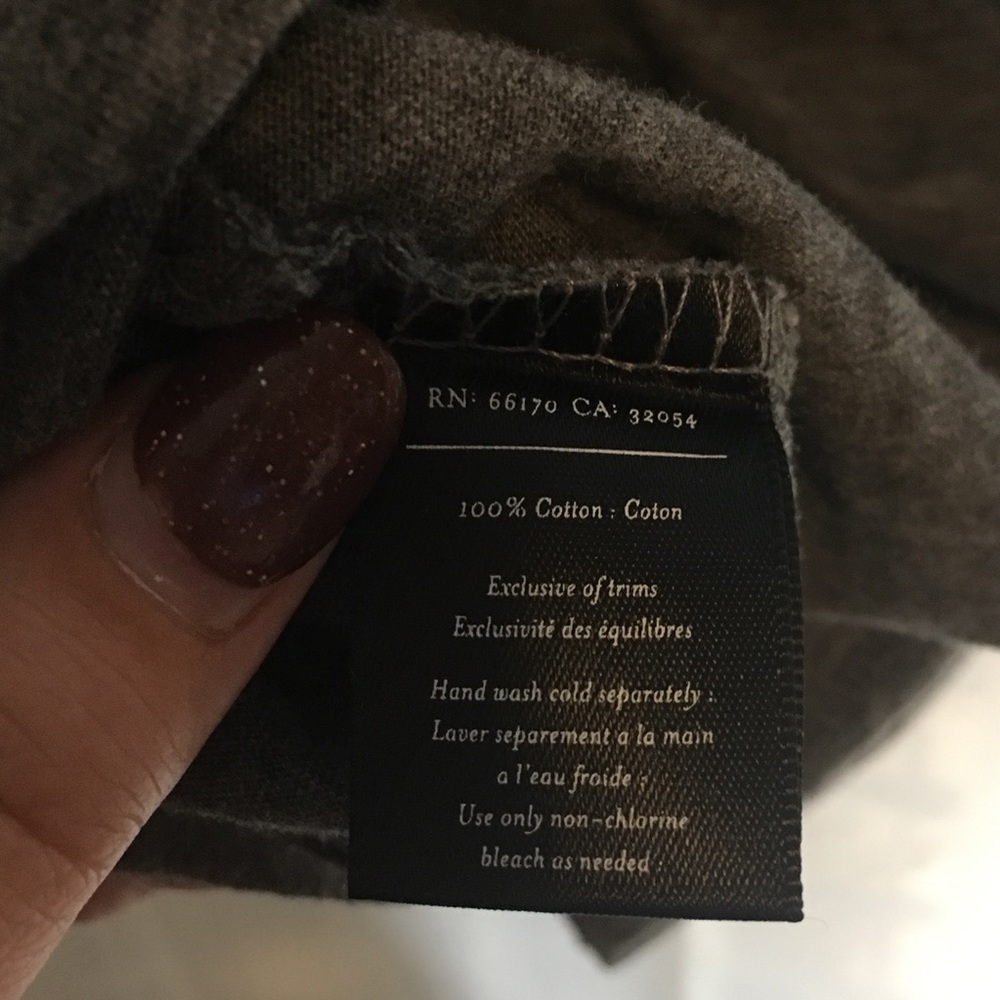 RN: 66170 CA: 32054
100% Cotton : Coton
Exclusive of trims
Exclusivité des équilibres
Hand wash cold separately :
Laver separement a la main
a l'eau froide :
Use only non-chlorine
bleach as needed :